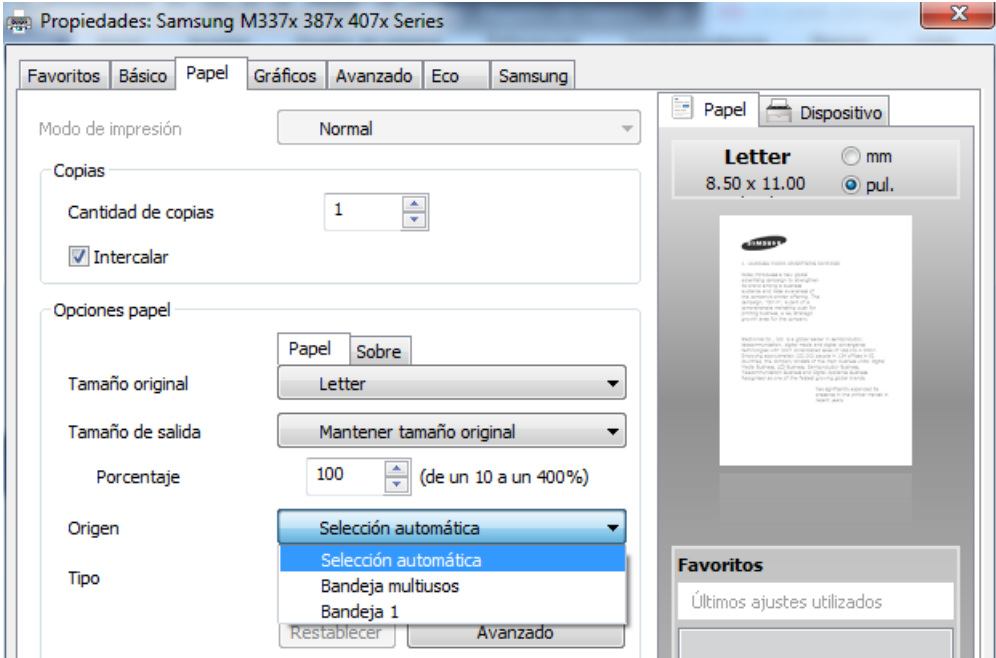 Propiedades: Samsung M337x 387x 407x Series
x
Favoritos Básico Papel Gráficos Avanzado Eco Samsung
Modo de impresión Normal
Copias
Cantidad de copias 1
Intercalar
Opciones papel
Papel Sobre
Tamaño original Letter
Tamaño de salida Mantener tamaño original
Porcentaje 100 (de un 10 a un 400%)
Origen Selección automática
Selección automática
Bandeja multiusos
Bandeja 1
Tipo
Restablecer Avanzado
Papel Dispositivo
Letter mm
8.50 x 11.00 pul.
SAMSUNG
Favoritos
Últimos ajustes utilizados